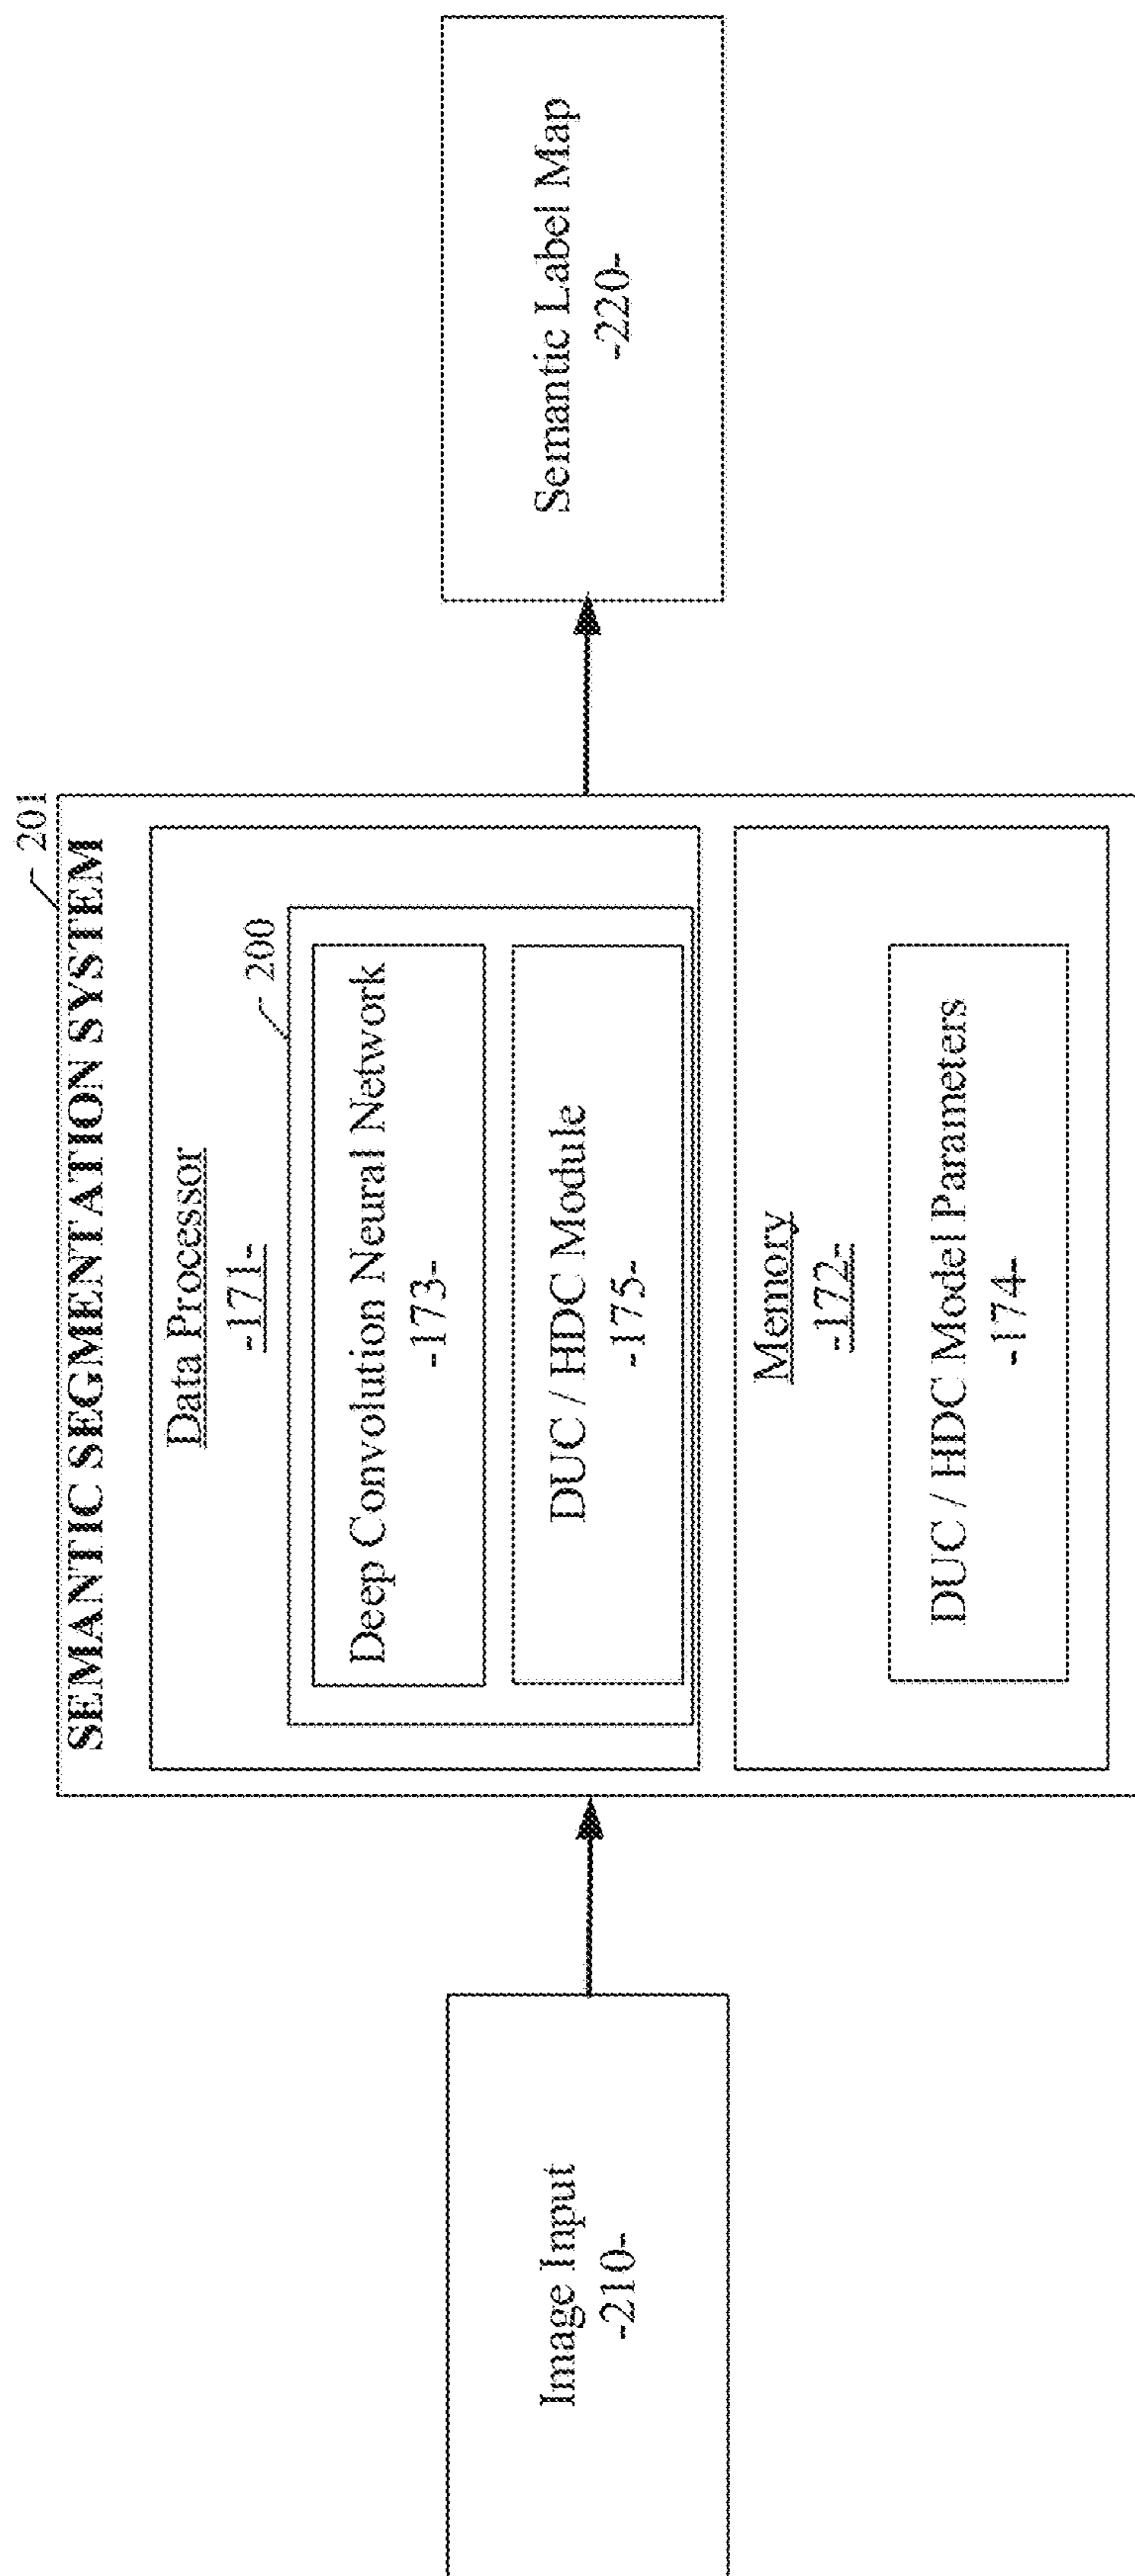 Image Input
-210-
201
SEMANTIC SEGMENTATION SYSTEM
Data Processor
-171-
200
Deep Convolution Neural Network
-173-
DUC / HDC Module
-175-
Memory
-172-
DUC / HDC Model Parameters
-174-
Semantic Label Map
-220-